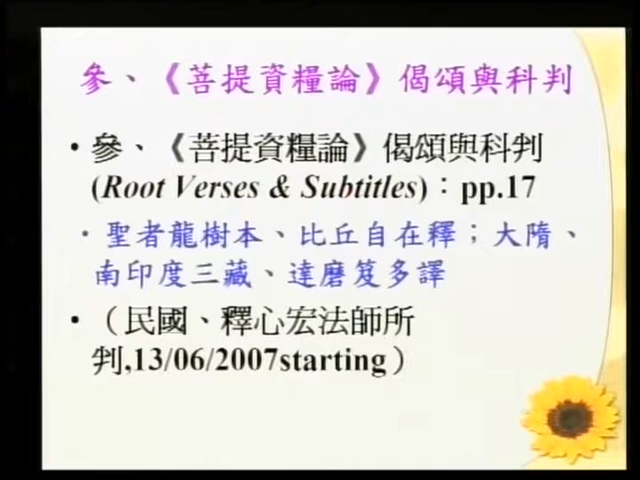 參、《菩提資糧論》偈頌與科判
• 參、《菩提資糧論》偈頌與科判
(Root Verses & Subtitles)：pp.17
• 聖者龍樹本、比丘自在釋；大隋、
南印度三藏、達磨笈多譯
• （民國、釋心宏法師所
判,13/06/2007starting）